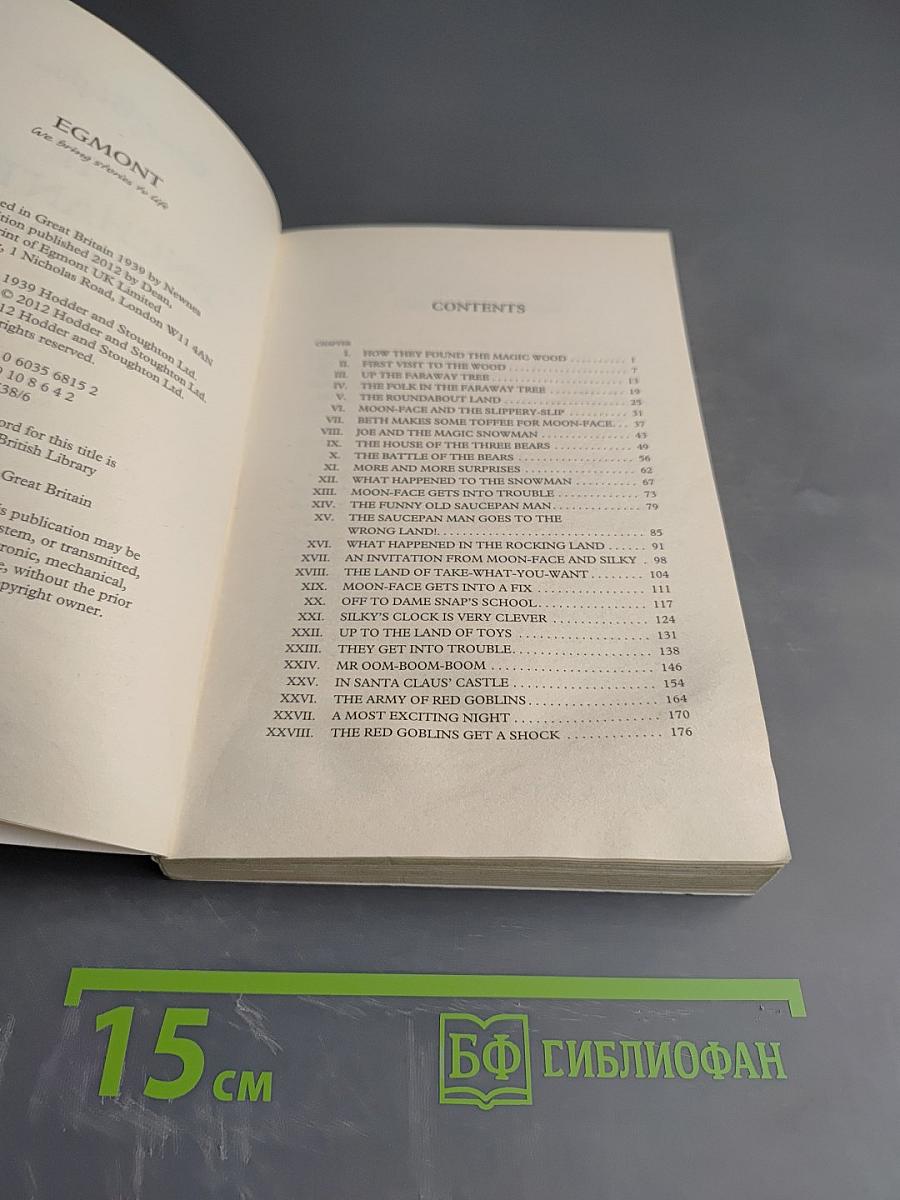 EGMONT
We bring stories to life
ed in Great Britain 1939 by Newnes
tion published 2012 by Dean,
rint of Egmont UK Limited
, 1 Nicholas Road, London W11 4AN
1939 Hodder and Stoughton Ltd.
© 2012 Hodder and Stoughton Ltd.
12 Hodder and Stoughton Ltd.
rights reserved.
0 6035 6815 2
0 10 8 6 4 2
738/6
ord for this title is
British Library
Great Britain
s publication may be
stem, or transmitted,
ronic, mechanical,
e, without the prior
pyright owner.
CONTENTS
CHAPTER
I. HOW THEY FOUND THE MAGIC WOOD .......... 1
II. FIRST VISIT TO THE WOOD .......... 7
III. UP THE FARAWAY TREE .......... 13
IV. THE FOLK IN THE FARAWAY TREE .......... 19
V. THE ROUNDABOUT LAND .......... 25
VI. MOON-FACE AND THE SLIPPERY-SLIP .......... 31
VII. BETH MAKES SOME TOFFEE FOR MOON-FACE... 37
VIII. JOE AND THE MAGIC SNOWMAN .......... 43
IX. THE HOUSE OF THE THREE BEARS .......... 49
X. THE BATTLE OF THE BEARS .......... 56
XI. MORE AND MORE SURPRISES .......... 62
XII. WHAT HAPPENED TO THE SNOWMAN .......... 67
XIII. MOON-FACE GETS INTO TROUBLE .......... 73
XIV. THE FUNNY OLD SAUCEPAN MAN .......... 79
XV. THE SAUCEPAN MAN GOES TO THE
WRONG LAND! .......... 85
XVI. WHAT HAPPENED IN THE ROCKING LAND ...... 91
XVII. AN INVITATION FROM MOON-FACE AND SILKY . 98
XVIII. THE LAND OF TAKE-WHAT-YOU-WANT ........ 104
XIX. MOON-FACE GETS INTO A FIX .......... 111
XX. OFF TO DAME SNAP'S SCHOOL .......... 117
XXI. SILKY'S CLOCK IS VERY CLEVER .......... 124
XXII. UP TO THE LAND OF TOYS .......... 131
XXIII. THEY GET INTO TROUBLE .......... 138
XXIV. MR OOM-BOOM-BOOM .......... 146
XXV. IN SANTA CLAUS' CASTLE .......... 154
XXVI. THE ARMY OF RED GOBLINS .......... 164
XXVII. A MOST EXCITING NIGHT .......... 170
XXVIII. THE RED GOBLINS GET A SHOCK .......... 176
15 см
БФ СИБЛИОФАН